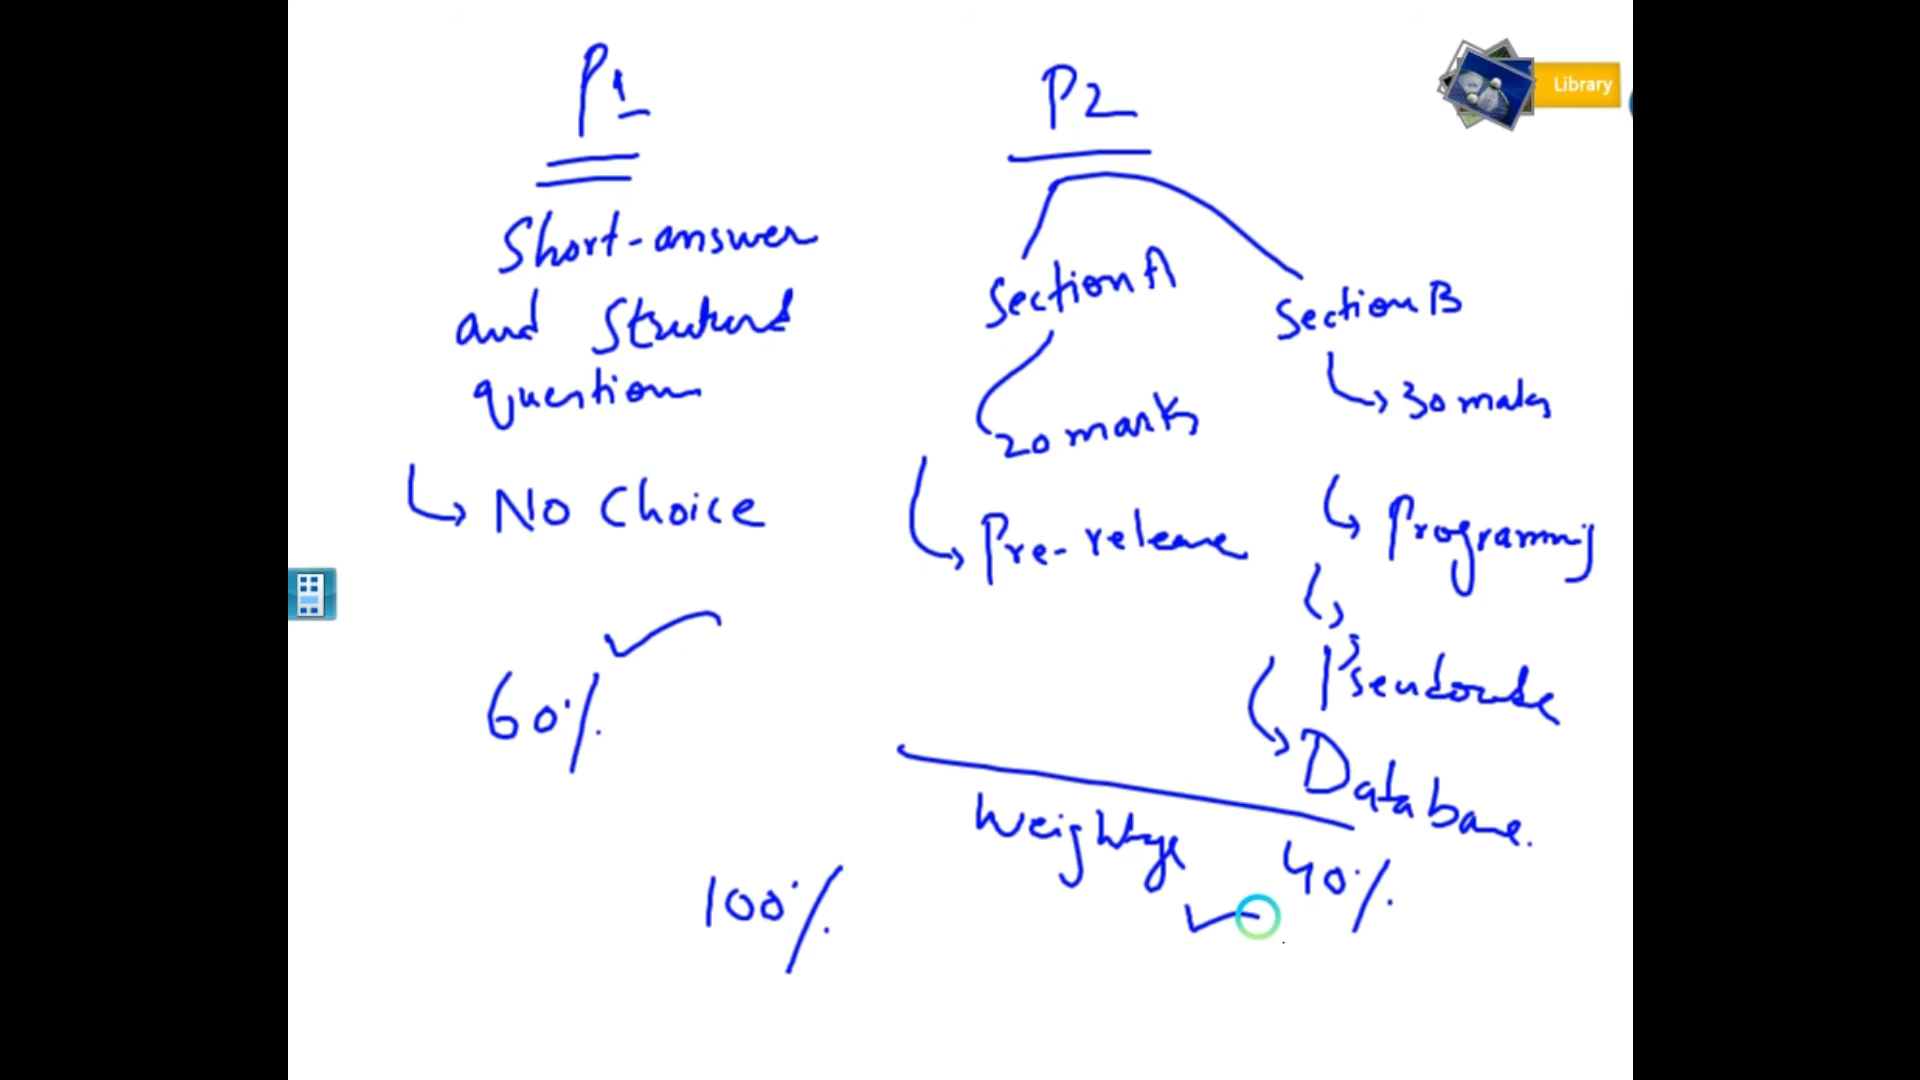 P1
Short-answer
and Structured
question
No Choice
60%
100%
P2
Section A
20 marks
Pre-release
Section B
30 marks
Programming
Pseudocode
Database.
Weightage
40%
Library